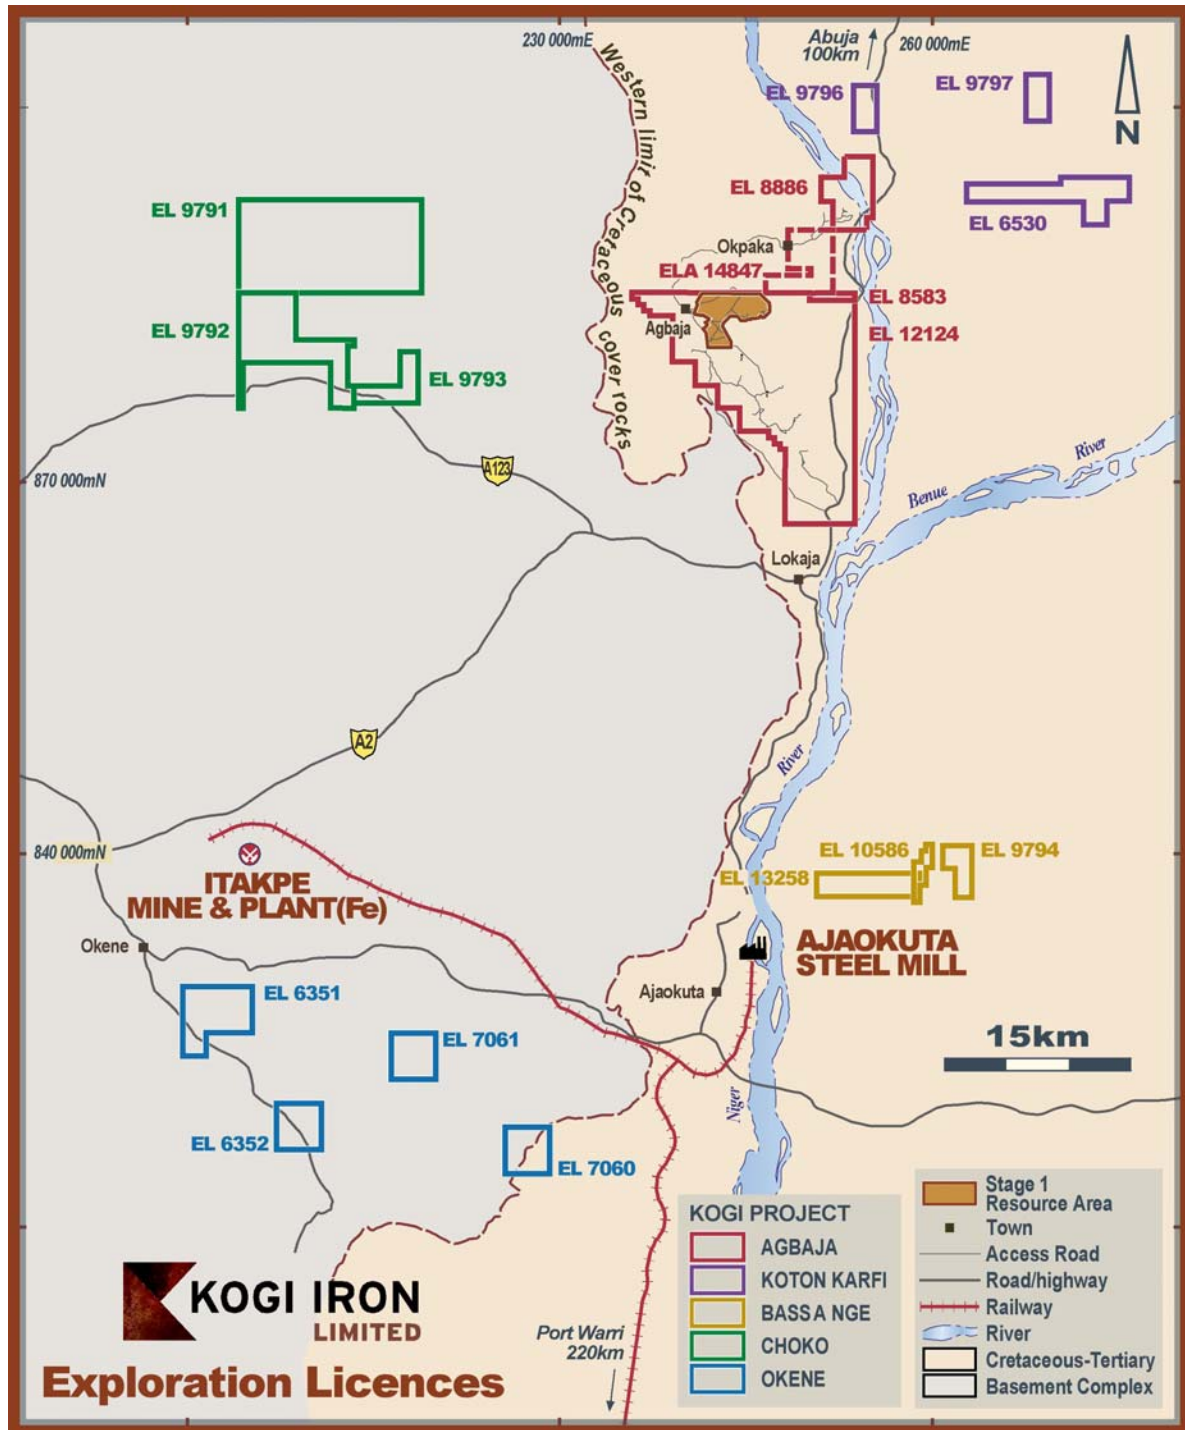 230 000mE
Abuja
100km
260 000mE
Western limit of Cretaceous cover rocks
EL 9796
EL 9797
N
EL 8886
EL 6530
EL 9791
Okpaka
ELA 14847
EL 8583
EL 9792
Agbaja
EL 12124
EL 9793
A123
870 000mN
River
Benue
Lokaja
A2
River
840 000mN
ITAKPE
MINE & PLANT(Fe)
EL 10586
EL 9794
EL 13258
Okene
AJAOKUTA
STEEL MILL
EL 6351
Ajaokuta
EL 7061
15km
Niger
EL 6352
EL 7060
KOGI PROJECT
AGBAJA
KOTON KARFI
BASSA NGE
CHOKO
OKENE
Stage 1
Resource Area
Town
Access Road
Road/highway
Railway
River
Cretaceous-Tertiary
Basement Complex
KOGI IRON
LIMITED
Port Warri
220km
Exploration Licences